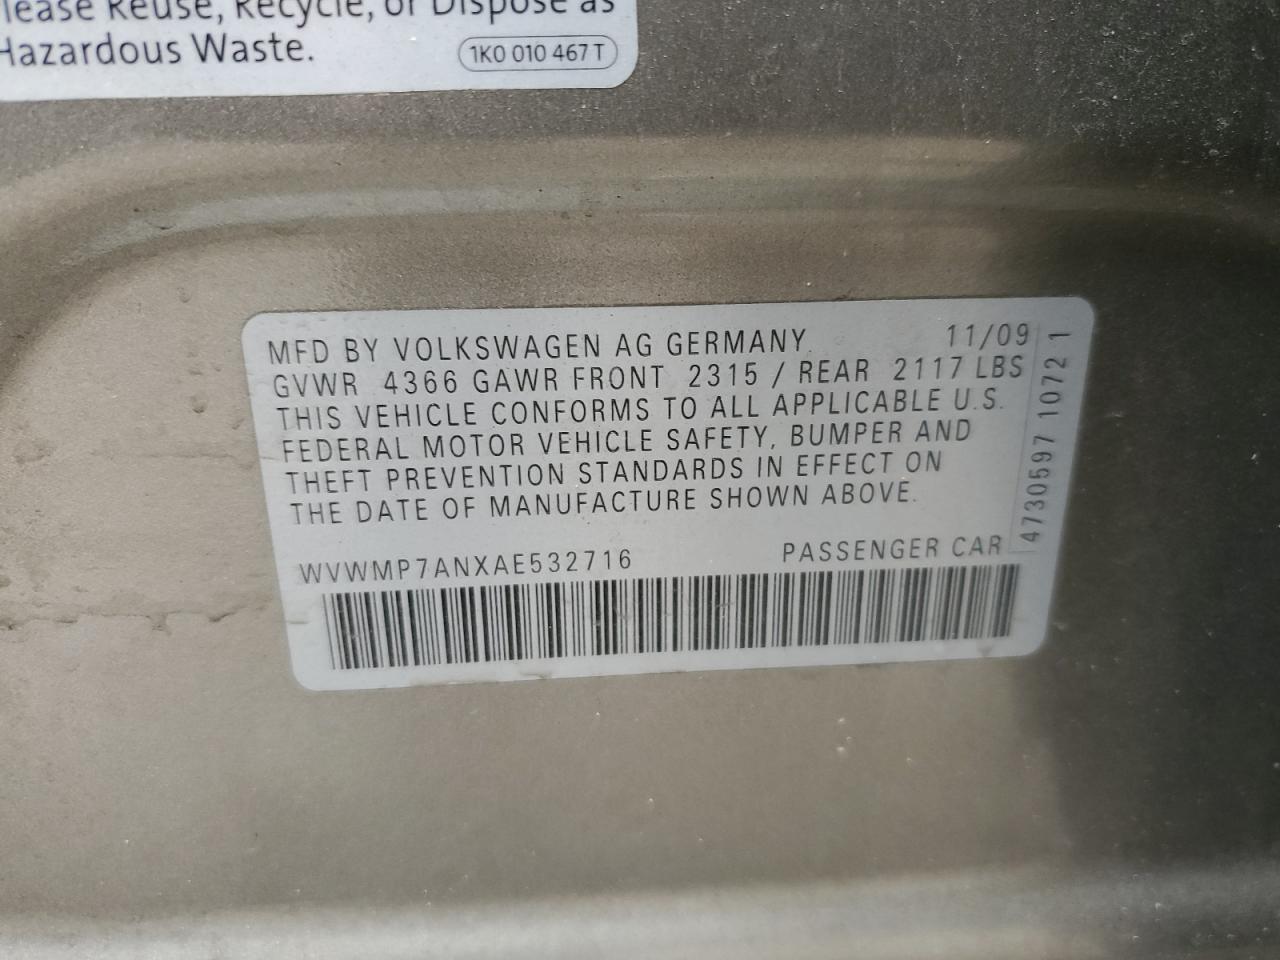 lease Reuse, Recycle, or Dispose as
Hazardous Waste.
1K0 010 467 T
MFD BY VOLKSWAGEN AG GERMANY 11/09
GVWR 4366 GAWR FRONT 2315 / REAR 2117 LBS
THIS VEHICLE CONFORMS TO ALL APPLICABLE U.S.
FEDERAL MOTOR VEHICLE SAFETY, BUMPER AND
THEFT PREVENTION STANDARDS IN EFFECT ON
THE DATE OF MANUFACTURE SHOWN ABOVE.
WVWMP7ANXAE532716 PASSENGER CAR
4730597 1072 1